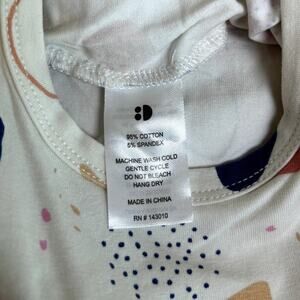 95% COTTON
5% SPANDEX
MACHINE WASH COLD
GENTLE CYCLE
DO NOT BLEACH
HANG DRY
MADE IN CHINA
RN # 143010